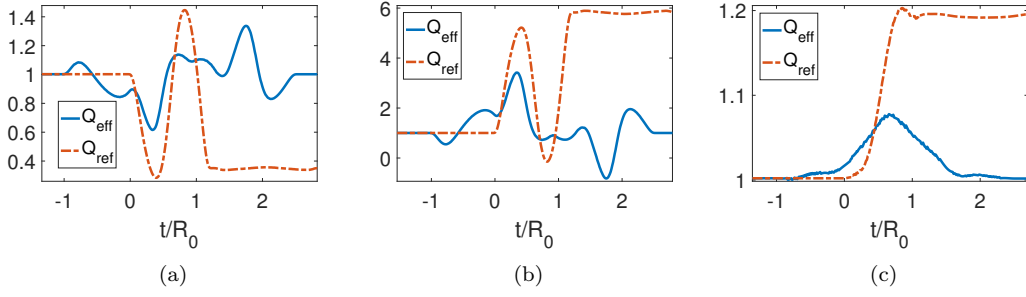 1.4
1.2
1
0.8
0.6
0.4
Q_eff
Q_ref
-1 0 1 2
t/R_0
(a)
6
4
2
0
Q_eff
Q_ref
-1 0 1 2
t/R_0
(b)
1.2
1.1
1
Q_eff
Q_ref
-1 0 1 2
t/R_0
(c)